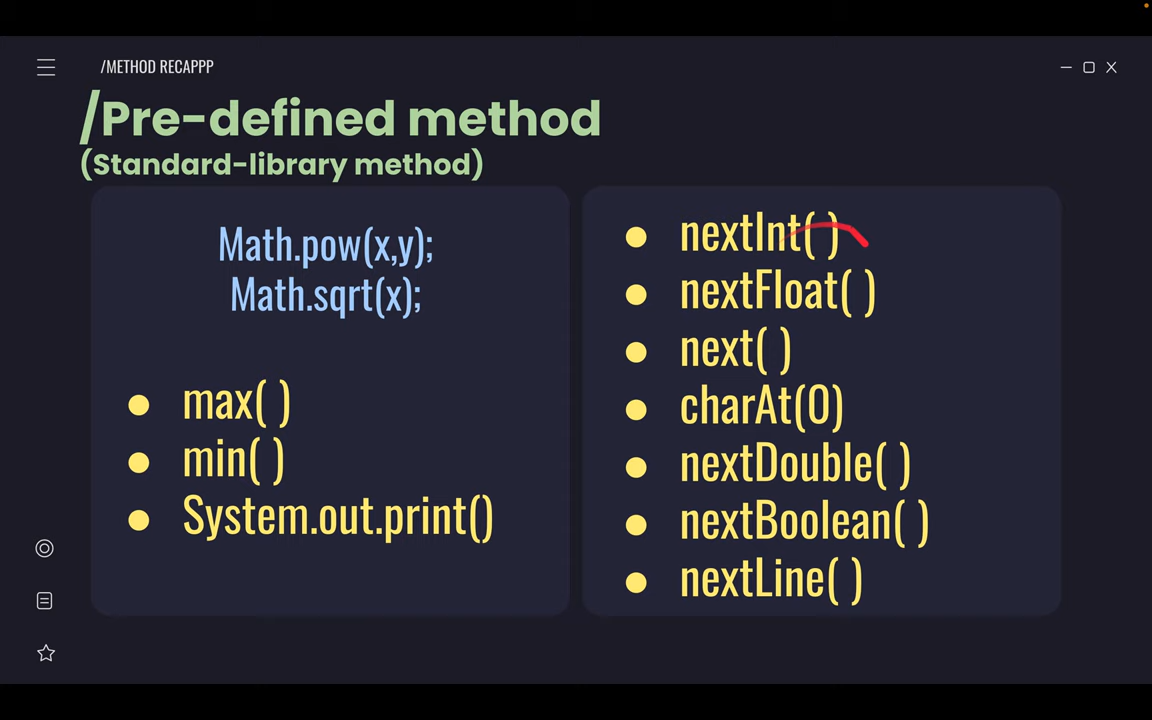 /METHOD RECAPPP
/Pre-defined method
(Standard-library method)
Math.pow(x,y);
Math.sqrt(x);
max( )
min( )
System.out.print()
nextInt( )
nextFloat( )
next( )
charAt(0)
nextDouble( )
nextBoolean( )
nextLine( )